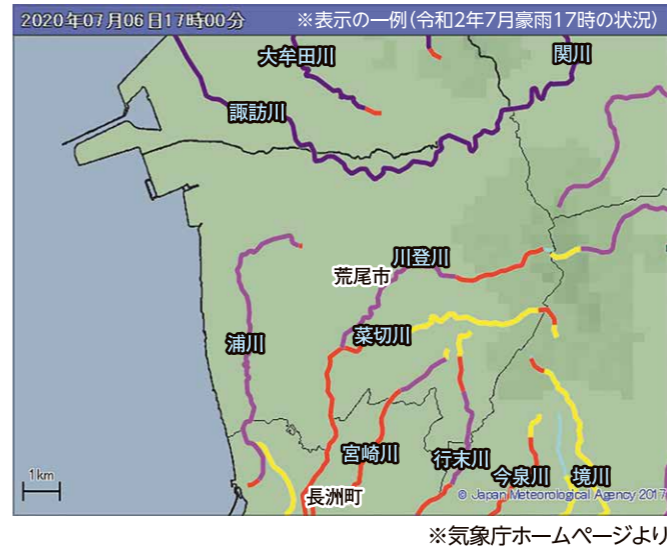 2020年07月06日17時00分 ※表示の一例(令和2年7月豪雨17時の状況)
大牟田川
関川
諏訪川
川登川
荒尾市
菜切川
浦川
宮崎川
行末川
今泉川
境川
長洲町
1km
© Japan Meteorological Agency 2017
※気象庁ホームページより